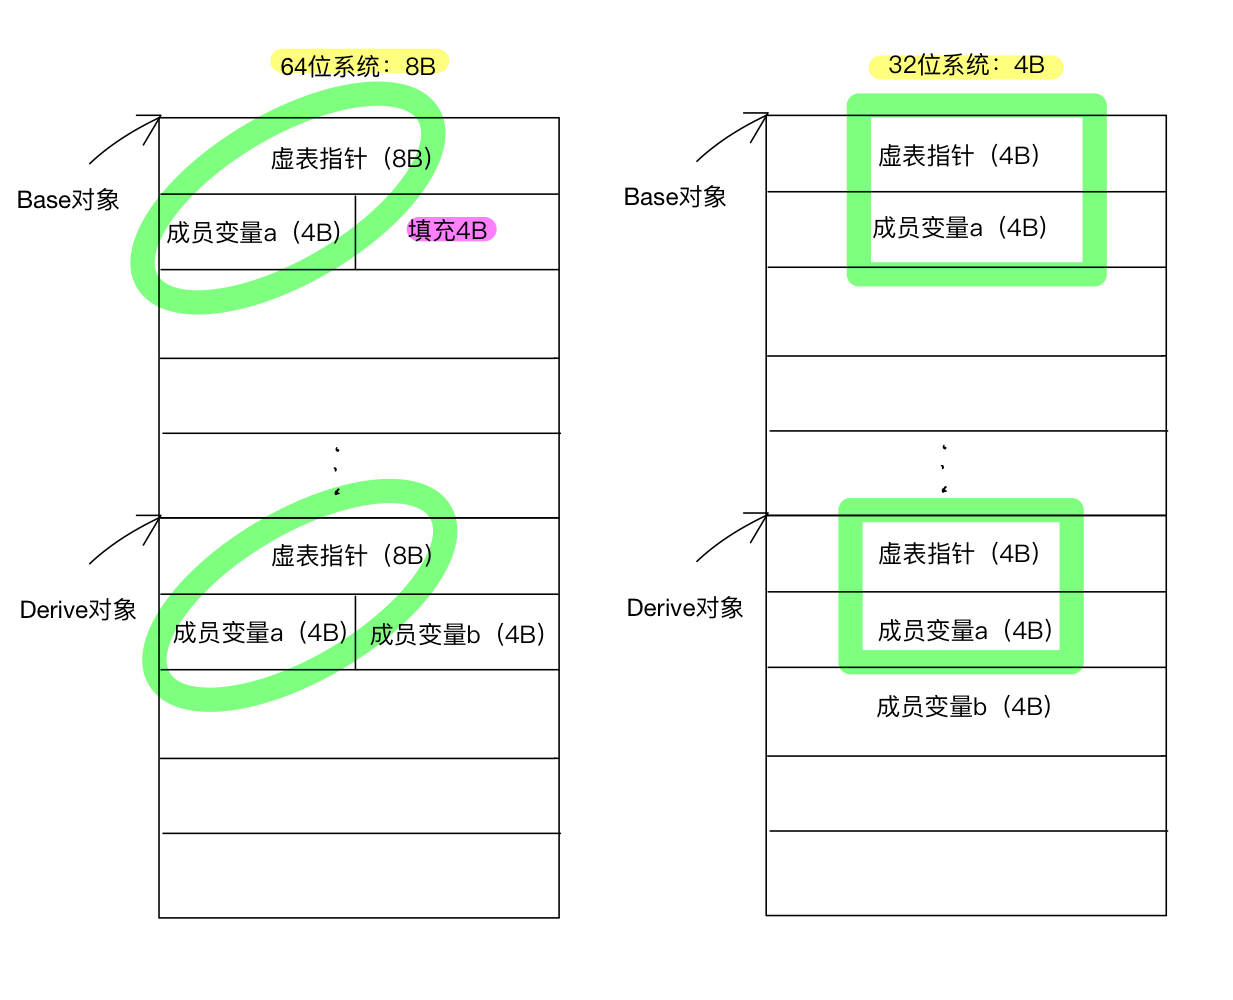 64位系统：8B
虚表指针（8B）
Base对象
成员变量a（4B）
填充4B
虚表指针（8B）
Derive对象
成员变量a（4B）
成员变量b（4B）
32位系统：4B
虚表指针（4B）
Base对象
成员变量a（4B）
虚表指针（4B）
Derive对象
成员变量a（4B）
成员变量b（4B）